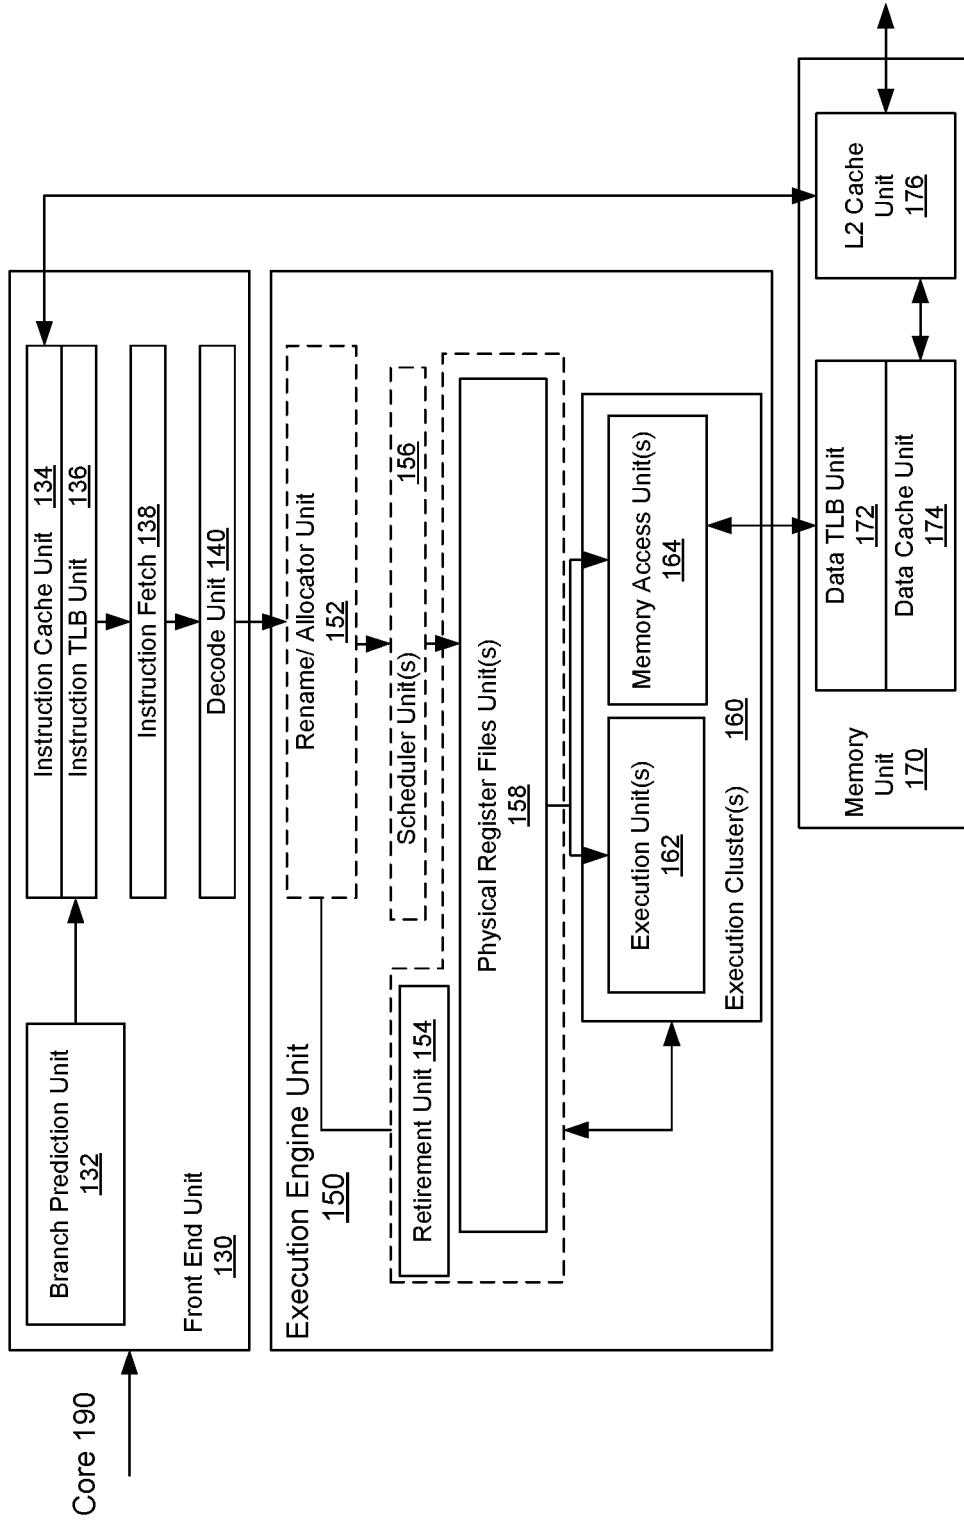 Core 190
Branch Prediction Unit
132
Instruction Cache Unit 134
Instruction TLB Unit 136
Instruction Fetch 138
Decode Unit 140
Front End Unit
130
Execution Engine Unit
150
Rename/ Allocator Unit
152
Scheduler Unit(s) 156
Retirement Unit 154
Physical Register Files Unit(s)
158
Execution Unit(s)
162
Memory Access Unit(s)
164
Execution Cluster(s) 160
Memory
Unit
170
Data TLB Unit
172
Data Cache Unit
174
L2 Cache
Unit
176